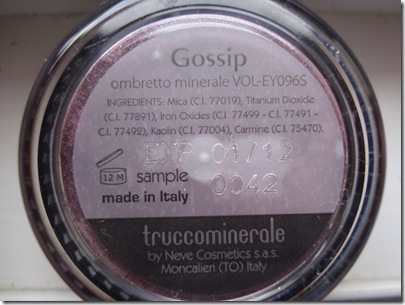 Gossip
ombretto minerale VOL-EY096S
INGREDIENTS: Mica (C.I. 77019), Titanium Dioxide
(C.I. 77891), Iron Oxides (C.I. 77499 - C.I. 77491 -
C.I. 77492), Kaolin (C.I. 77004), Carmine (C.I. 75470).
EXP 01/12
12 M sample 0042
made in Italy
truccominerale
by Neve Cosmetics s.a.s.
Moncalieri (TO) Italy